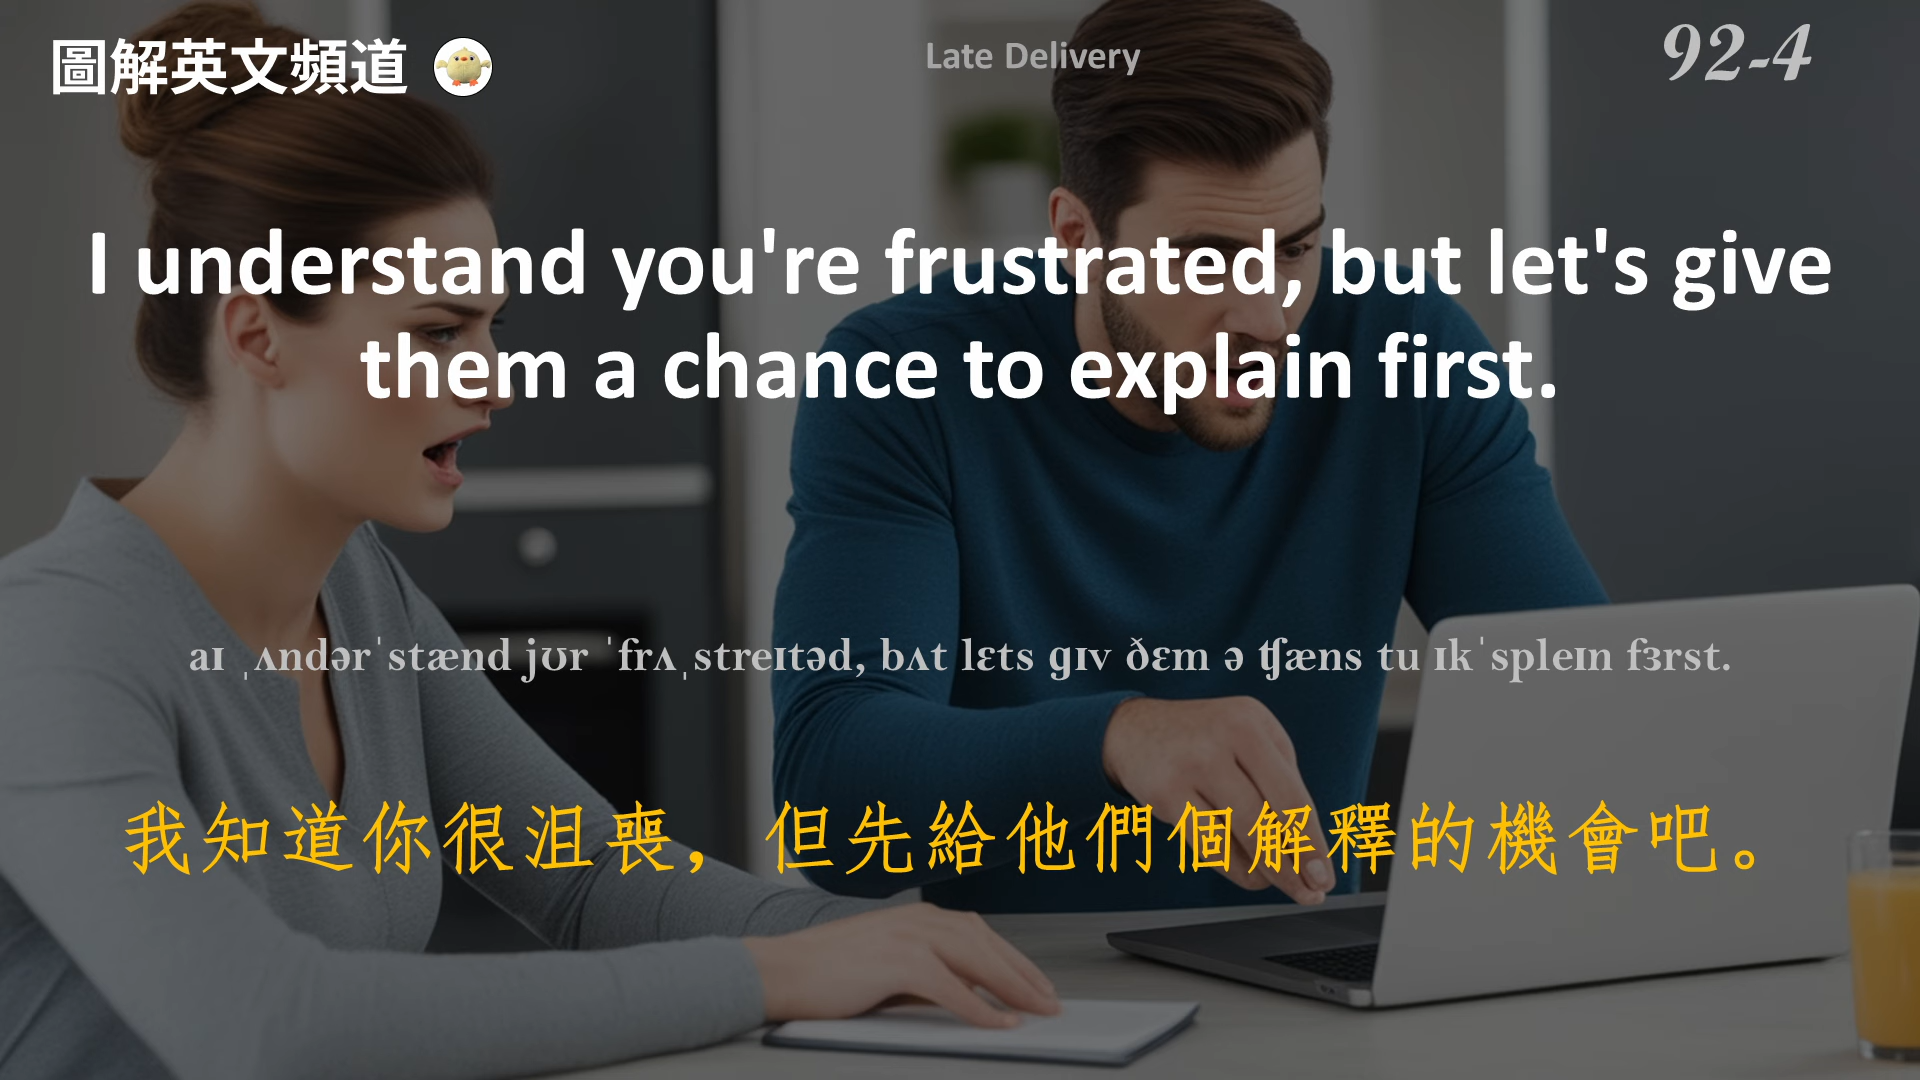 圖解英文頻道
Late Delivery
92-4
I understand you're frustrated, but let's give
them a chance to explain first.
aɪ ˌʌndərˈstænd jʊr ˈfrʌˌstreɪtəd, bʌt lɛts ɡɪv ðɛm ə ʧæns tu ɪkˈspleɪn fɜrst.
我知道你很沮喪，但先給他們個解釋的機會吧。